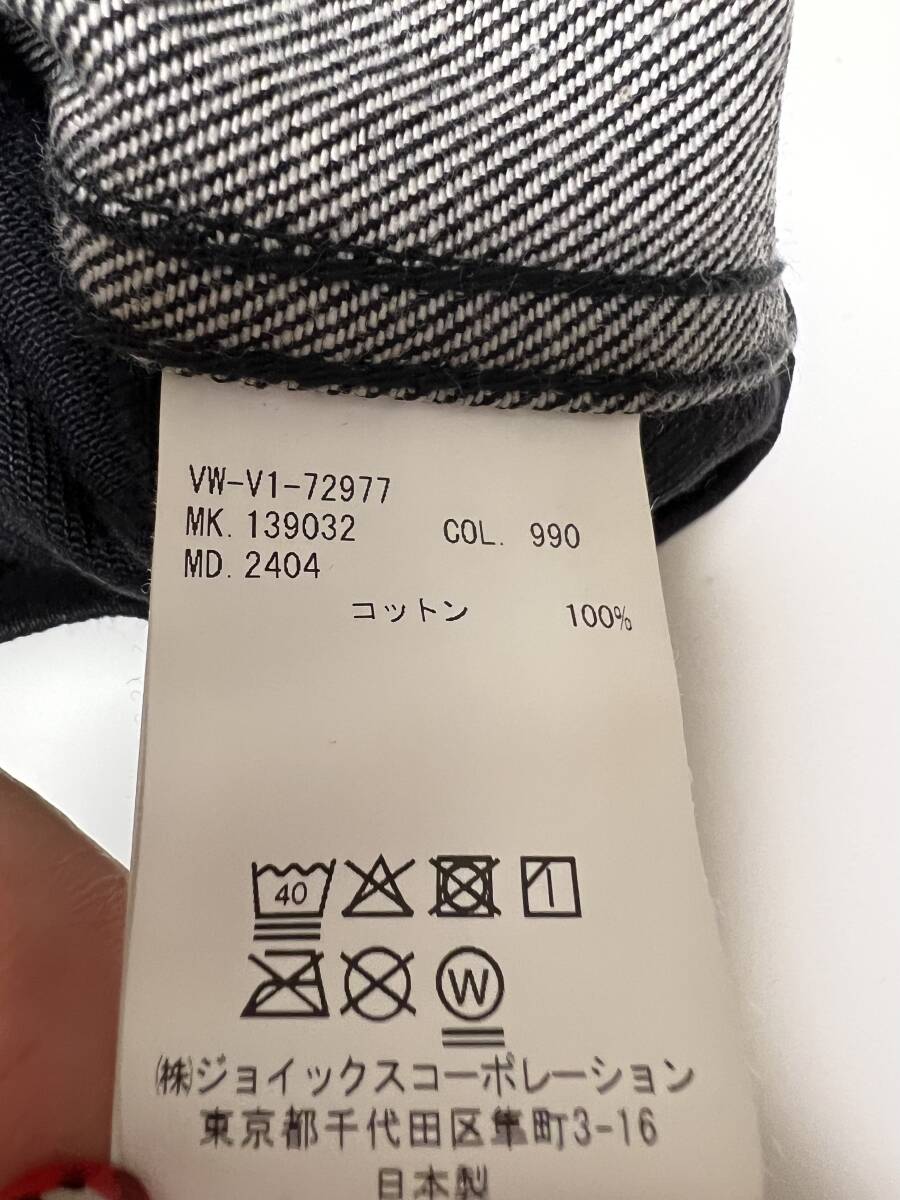 VW-V1-72977
MK. 139032 COL. 990
MD. 2404
コットン 100%
40
W
㈱ジョイックスコーポレーション
東京都千代田区隼町3-16
日本製